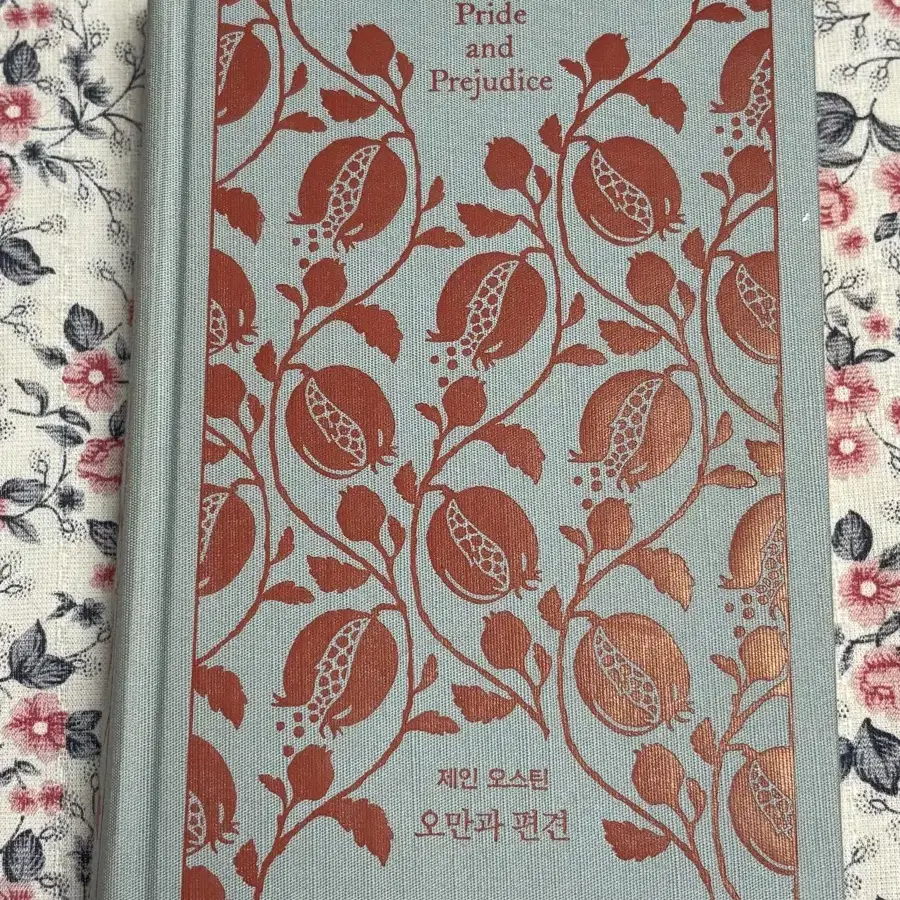 Pride
and
Prejudice
제인 오스틴
오만과 편견